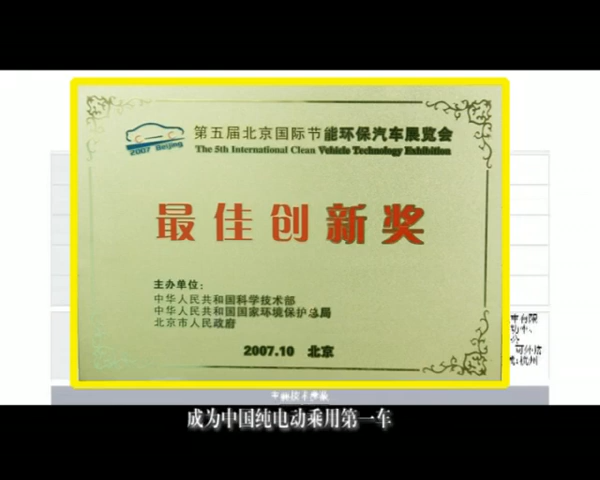 第五届北京国际节能环保汽车展览会
2007 Beijing
The 5th International Clean Vehicle Technology Exhibition
最佳创新奖
主办单位:
中华人民共和国科学技术部
中华人民共和国国家环境保护总局
北京市人民政府
2007.10 北京
成为中国纯电动乘用第一车